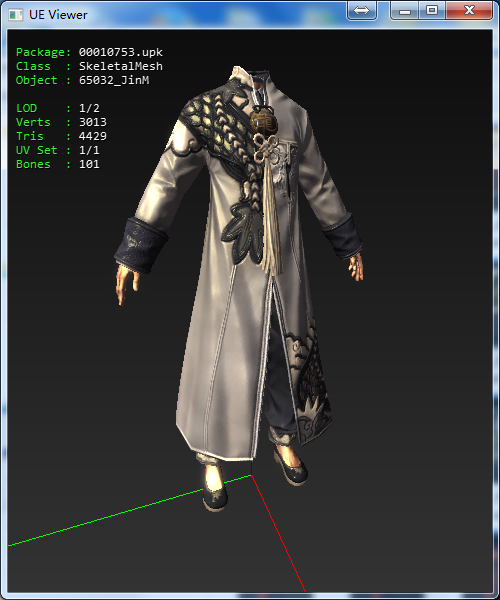 UE Viewer
Package: 00010753.upk
Class : SkeletalMesh
Object : 65032_JinM
LOD : 1/2
Verts : 3013
Tris : 4429
UV Set : 1/1
Bones : 101